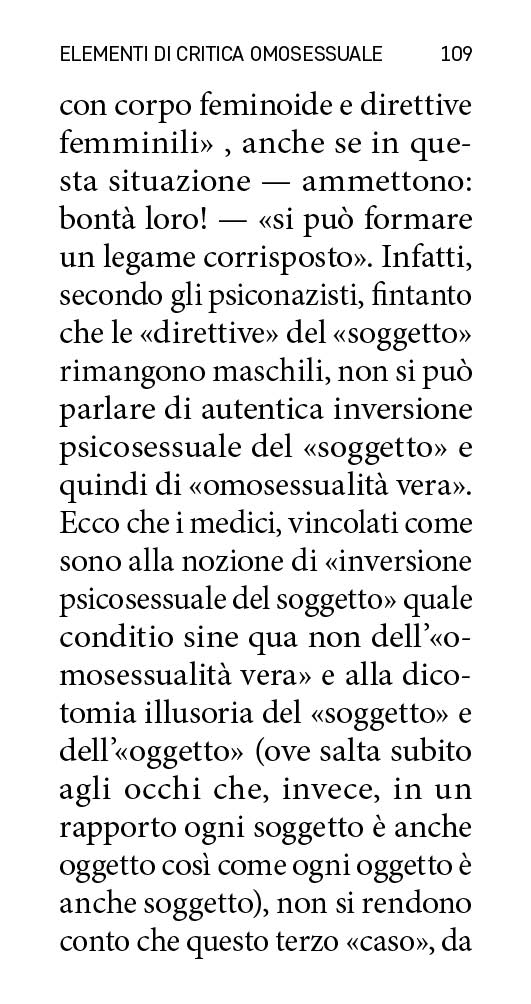 ELEMENTI DI CRITICA OMOSESSUALE 109
con corpo feminoide e direttive
femminili» , anche se in que-
sta situazione — ammettono:
bontà loro! — «si può formare
un legame corrisposto». Infatti,
secondo gli psiconazisti, fintanto
che le «direttive» del «soggetto»
rimangono maschili, non si può
parlare di autentica inversione
psicosessuale del «soggetto» e
quindi di «omosessualità vera».
Ecco che i medici, vincolati come
sono alla nozione di «inversione
psicosessuale del soggetto» quale
conditio sine qua non dell’«o-
mosessualità vera» e alla dico-
tomia illusoria del «soggetto» e
dell’«oggetto» (ove salta subito
agli occhi che, invece, in un
rapporto ogni soggetto è anche
oggetto così come ogni oggetto è
anche soggetto), non si rendono
conto che questo terzo «caso», da